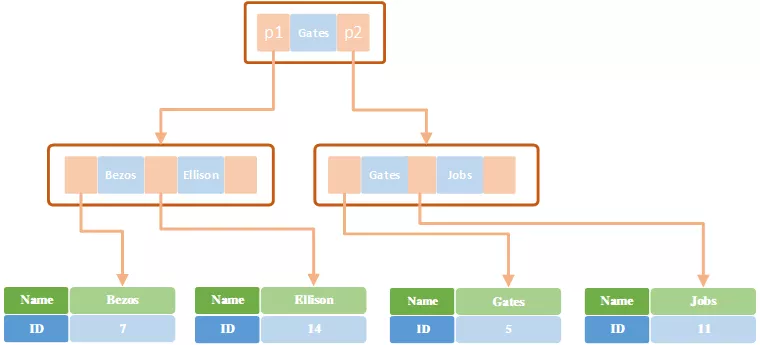 p1 Gates p2
Bezos Ellison Gates Jobs
Name Bezos Name Ellison Name Gates Name Jobs
ID 7 ID 14 ID 5 ID 11